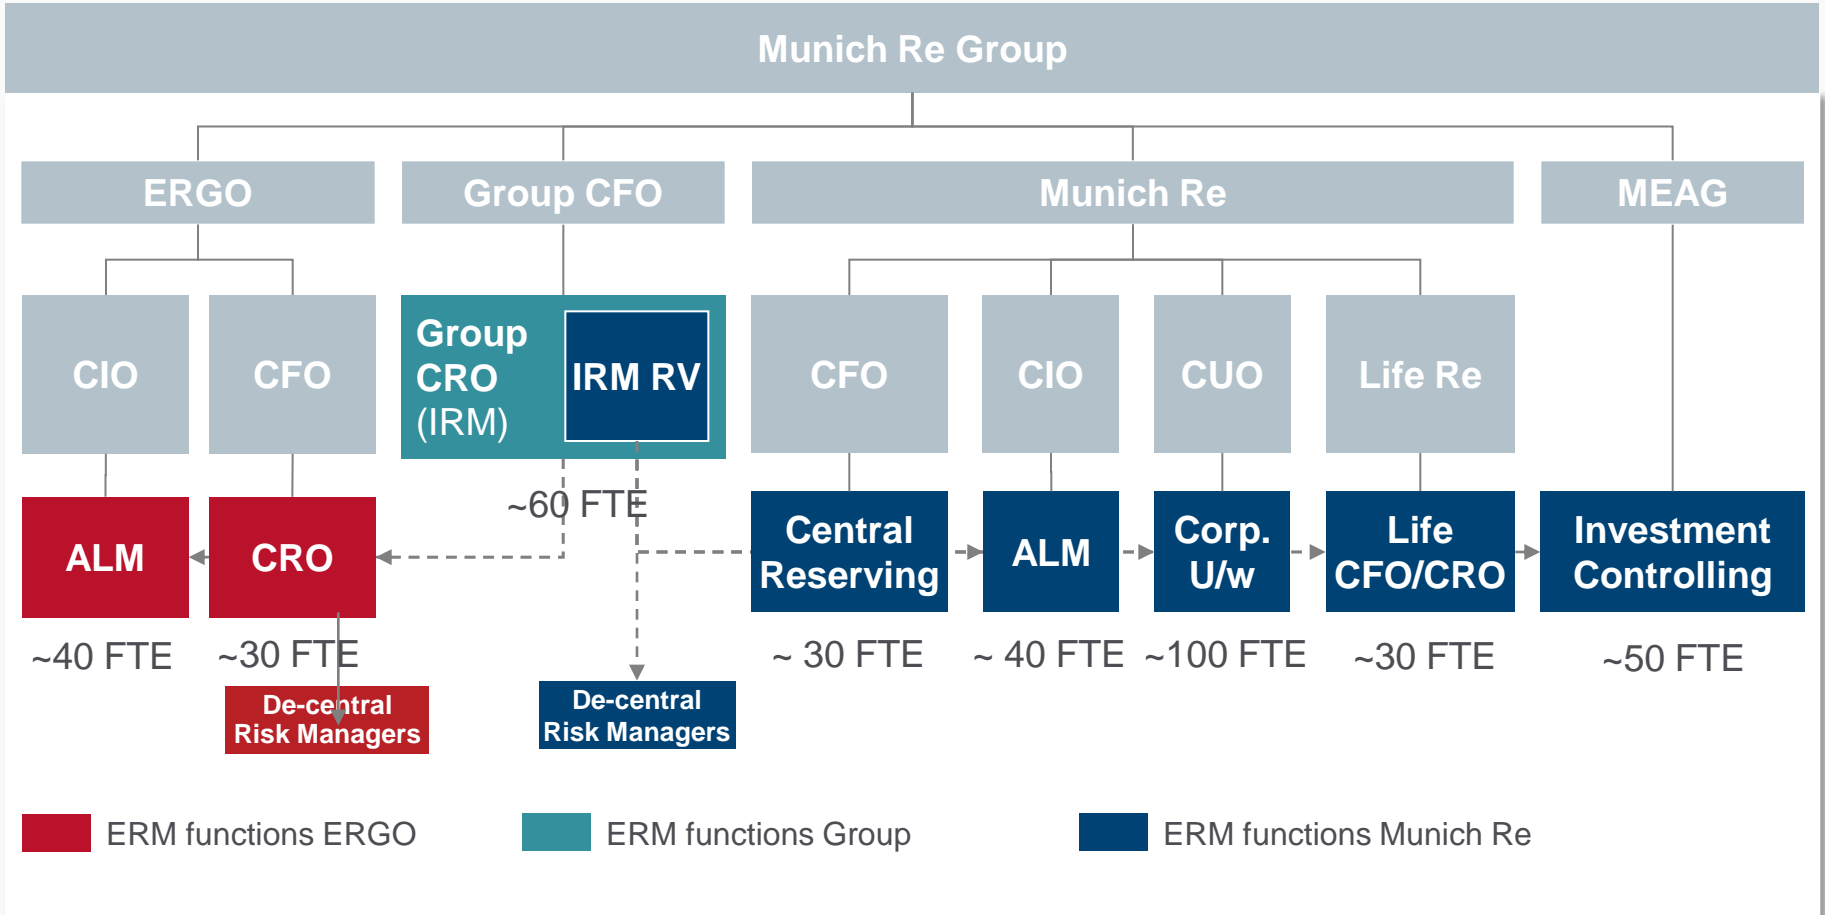 Munich Re Group
ERGO
Group CFO
Munich Re
MEAG
CIO
CFO
Group
CRO
(IRM)
IRM RV
CFO
CIO
CUO
Life Re
~60 FTE
ALM
CRO
Central
Reserving
ALM
Corp.
U/w
Life
CFO/CRO
Investment
Controlling
~40 FTE
~30 FTE
~ 30 FTE
~ 40 FTE
~100 FTE
~30 FTE
~50 FTE
De-central
Risk Managers
De-central
Risk Managers
ERM functions ERGO
ERM functions Group
ERM functions Munich Re